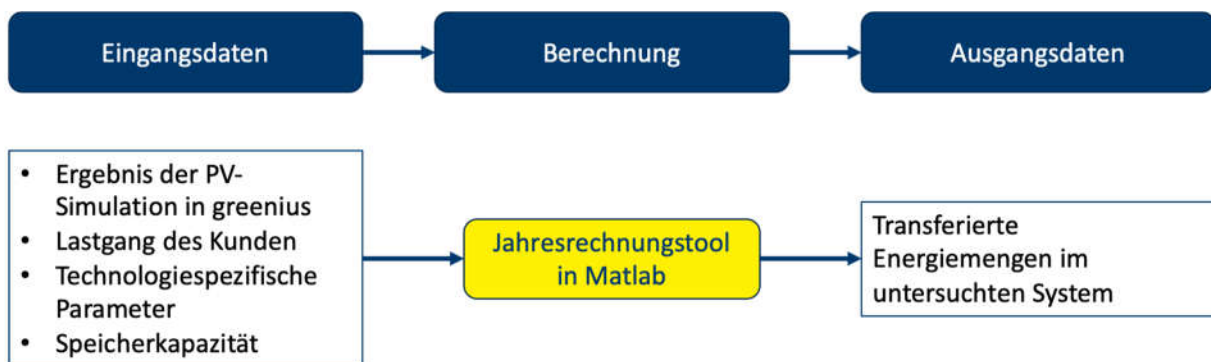 Eingangsdaten
Berechnung
Ausgangsdaten
• Ergebnis der PV-
Simulation in greenius
• Lastgang des Kunden
• Technologiespezifische
Parameter
• Speicherkapazität
Jahresrechnungstool
in Matlab
Transferierte
Energiemengen im
untersuchten System